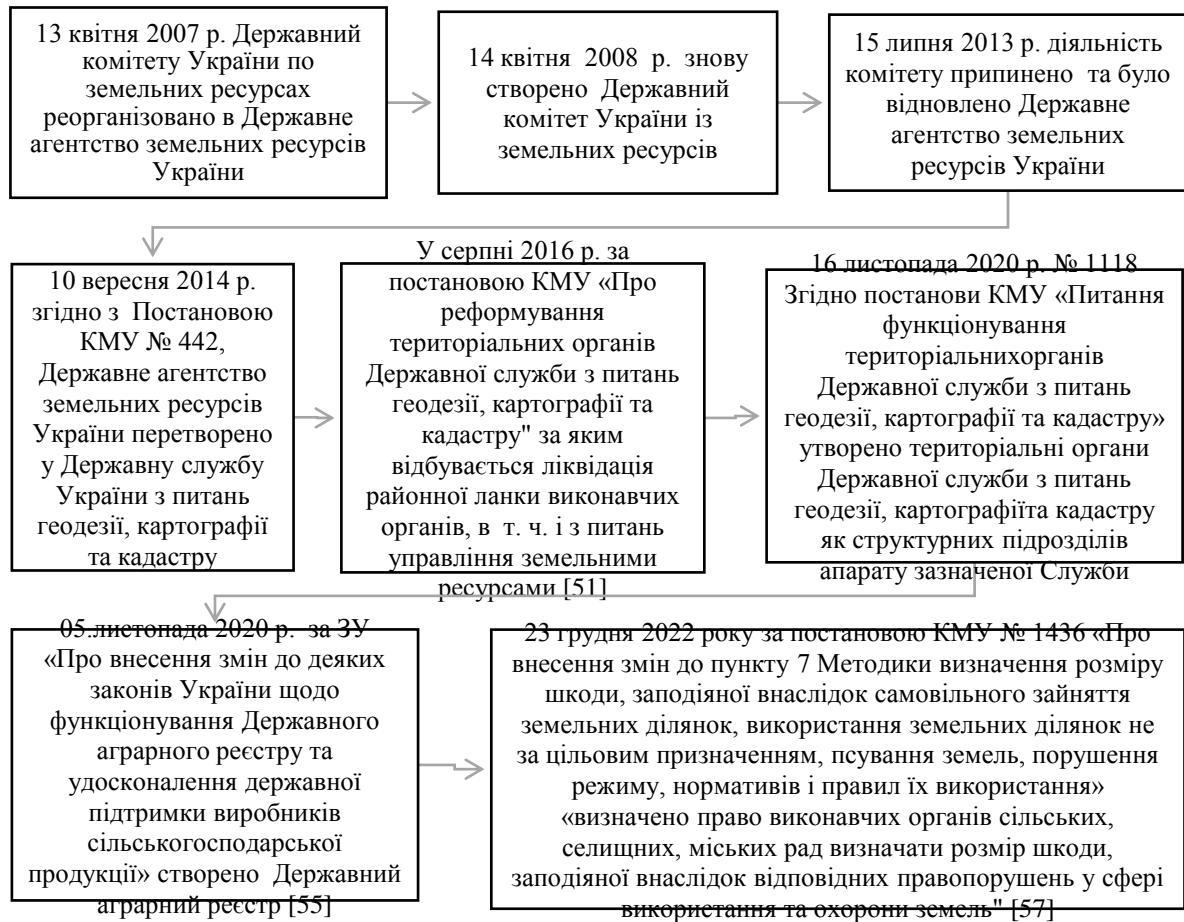 13 квітня 2007 р. Державний
комітету України по
земельних ресурсах
реорганізовано в Державне
агентство земельних ресурсів
України
14 квітня 2008 р. знову
створено Державний
комітет України із
земельних ресурсів
15 липня 2013 р. діяльність
комітету припинено та було
відновлено Державне
агентство земельних
ресурсів України
10 вересня 2014 р.
згідно з Постановою
КМУ № 442,
Державне агентство
земельних ресурсів
України перетворено
у Державну службу
України з питань
геодезії, картографії
та кадастру
У серпні 2016 р. за
постановою КМУ «Про
реформування
територіальних органів
Державної служби з питань
геодезії, картографії та
кадастру" за яким
відбувається ліквідація
районної ланки виконавчих
органів, в т. ч. і з питань
управління земельними
ресурсами [51]
16 листопада 2020 р. № 1118
Згідно постанови КМУ «Питання
функціонування
територіальнихорганів
Державної служби з питань
геодезії, картографії та кадастру»
утворено територіальні органи
Державної служби з питань
геодезії, картографіїта кадастру
як структурних підрозділів
апарату зазначеної Служби
05.листопада 2020 р. за ЗУ
«Про внесення змін до деяких
законів України щодо
функціонування Державного
аграрного реєстру та
удосконалення державної
підтримки виробників
сільськогосподарської
продукції» створено Державний
аграрний реєстр [55]
23 грудня 2022 року за постановою КМУ № 1436 «Про
внесення змін до пункту 7 Методики визначення розміру
шкоди, заподіяної внаслідок самовільного зайняття
земельних ділянок, використання земельних ділянок не
за цільовим призначенням, псування земель, порушення
режиму, нормативів і правил їх використання»
«визначено право виконавчих органів сільських,
селищних, міських рад визначати розмір шкоди,
заподіяної внаслідок відповідних правопорушень у сфері
використання та охорони земель" [57]